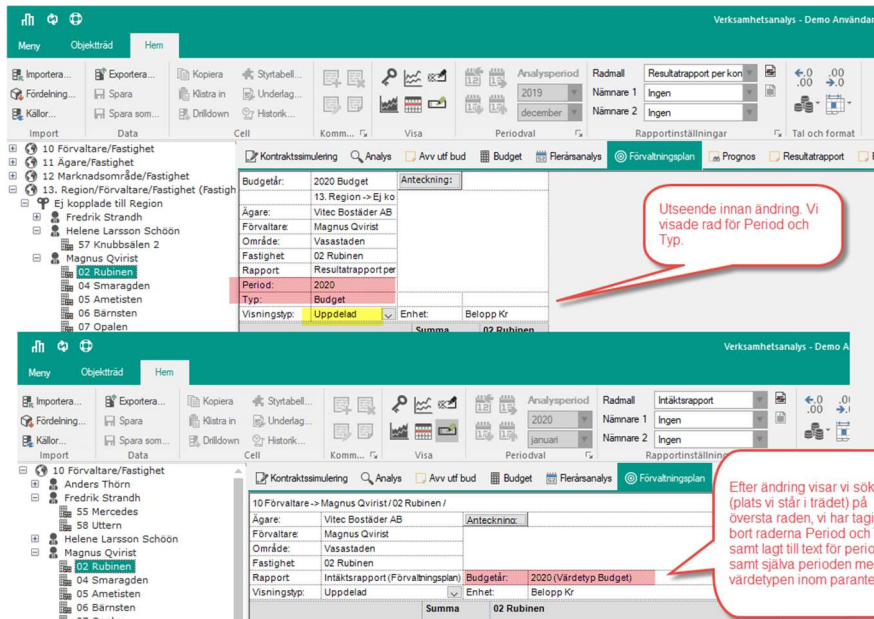 Verksamhetsanalys - Demo Användar
Meny Objektträd Hem
Importera... Exportera... Kopiera Styrtabell... Analysperiod Radmall Resultatrapport per kon
Fördelning... Spara Klistra in Underlag... 2019 Nämnare 1 Ingen
Källor... Spara som... Drilldown Historik... december Nämnare 2 Ingen
Import Data Cell Komm... Visa Periodval Rapportinställningar Tal och format
10 Förvaltare/Fastighet
11 Ägare/Fastighet
12 Marknadsområde/Fastighet
13. Region/Förvaltare/Fastighet (Fastigh
Ej kopplade till Region
Fredrik Strandh
Helene Larsson Schöön
57 Knubbsälen 2
Magnus Qvirist
02 Rubinen
04 Smaragden
05 Ametisten
06 Bärnsten
07 Opalen
Kontraktssimulering Analys Avv utf bud Budget Flerårsanalys Förvaltningsplan Prognos Resultatrapport
Budgetår: 2020 Budget Anteckning:
13. Region -> Ej ko
Ägare: Vitec Bostäder AB
Förvaltare: Magnus Qvirist
Område: Vasastaden
Fastighet 02 Rubinen
Rapport Resultatrapport per
Period: 2020
Typ: Budget
Visningstyp: Uppdelad Enhet: Belopp Kr
Summa 02 Rubinen
Utseende innan ändring. Vi
visade rad för Period och
Typ.
Verksamhetsanalys - Demo A
Meny Objektträd Hem
Importera... Exportera... Kopiera Styrtabell... Analysperiod Radmall Intäktsrapport
Fördelning... Spara Klistra in Underlag... 2020 Nämnare 1 Ingen
Källor... Spara som... Drilldown Historik... januari Nämnare 2 Ingen
Import Data Cell Komm... Visa Periodval Rapportinställning
10 Förvaltare/Fastighet
Anders Thörn
Fredrik Strandh
55 Mercedes
58 Uttern
Helene Larsson Schöön
Magnus Qvirist
02 Rubinen
04 Smaragden
05 Ametisten
06 Bärnsten
Kontraktssimulering Analys Avv utf bud Budget Flerårsanalys Förvaltningsplan
10 Förvaltare -> Magnus Qvirist / 02 Rubinen /
Ägare: Vitec Bostäder AB Anteckning:
Förvaltare: Magnus Qvirist
Område: Vasastaden
Fastighet 02 Rubinen
Rapport Intäktsrapport (Förvaltningsplan) Budgetår: 2020 (Värdetyp Budget)
Visningstyp: Uppdelad Enhet: Belopp Kr
Summa 02 Rubinen
Efter ändring visar vi sök
(plats vi står i trädet) på
översta raden, vi har tagi
bort raderna Period och
samt lagt till text för perio
samt själva perioden me
värdetypen inom parante